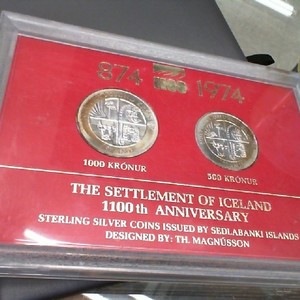 874 1974
1000 KRÓNUR
500 KRÓNUR
THE SETTLEMENT OF ICELAND
1100th ANNIVERSARY
STERLING SILVER COINS ISSUED BY SEDLABANKI ISLANDS
DESIGNED BY: TH. MAGNÚSSON